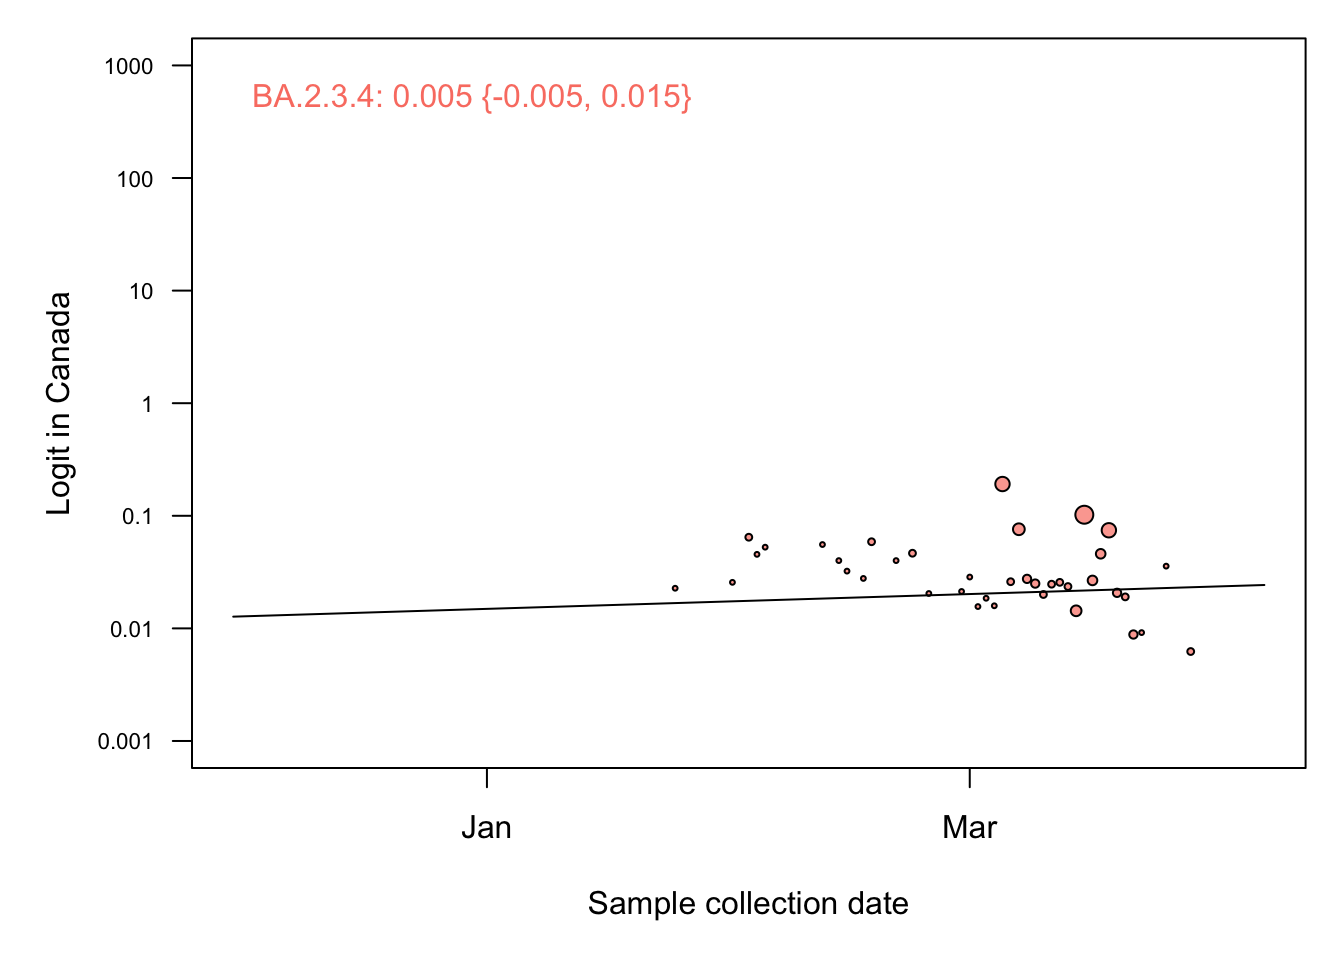 BA.2.3.4: 0.005 {-0.005, 0.015}
Logit in Canada
1000
100
10
1
0.1
0.01
0.001
Jan
Mar
Sample collection date